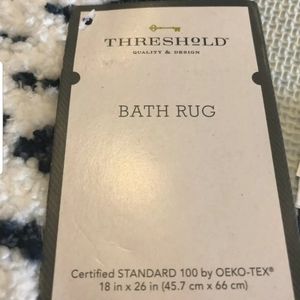 THRESHOLD
QUALITY & DESIGN
BATH RUG
Certified STANDARD 100 by OEKO-TEX®
18 in x 26 in (45.7 cm x 66 cm)